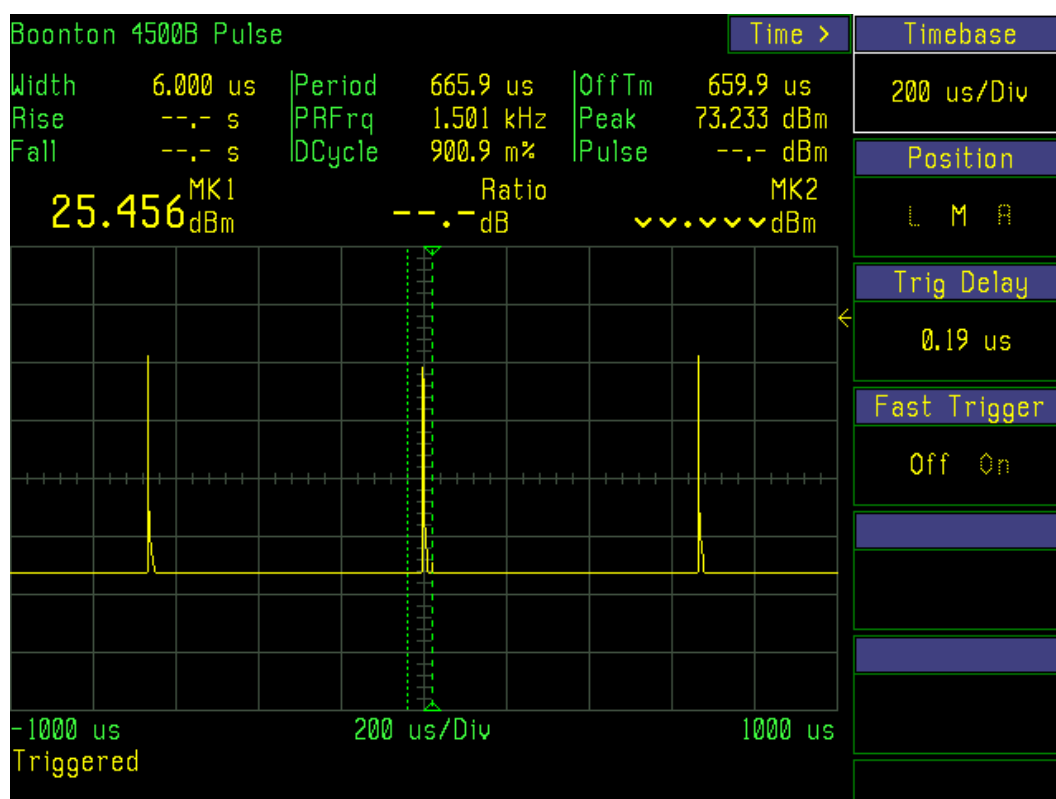 Boonton 4500B Pulse
Time >
Timebase
Width 6.000 us Period 665.9 us OffTm 659.9 us
200 us/Div
Rise --.- s PRFrq 1.501 kHz Peak 73.233 dBm
Fall --.- s DCycle 900.9 m% Pulse --.- dBm
Position
MK1 Ratio MK2
25.456 dBm --.- dB ⌄⌄.⌄⌄⌄ dBm
L M R
Trig Delay
0.19 us
Fast Trigger
Off On
-1000 us 200 us/Div 1000 us
Triggered